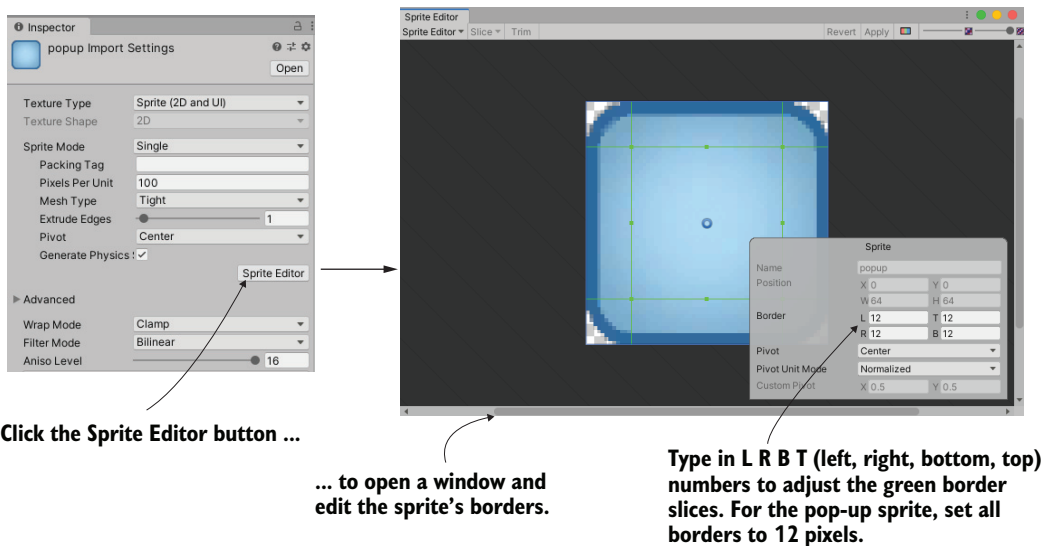 Inspector
popup Import Settings
Open
Texture Type Sprite (2D and UI)
Texture Shape 2D
Sprite Mode Single
Packing Tag
Pixels Per Unit 100
Mesh Type Tight
Extrude Edges 1
Pivot Center
Generate Physics S
Sprite Editor
Advanced
Wrap Mode Clamp
Filter Mode Bilinear
Aniso Level 16
Click the Sprite Editor button ...
Sprite Editor
Sprite Editor Slice Trim Revert Apply
Sprite
Name popup
Position X 0 Y 0
W 64 H 64
Border L 12 T 12
R 12 B 12
Pivot Center
Pivot Unit Mode Normalized
Custom Pivot X 0.5 Y 0.5
... to open a window and
edit the sprite's borders.
Type in L R B T (left, right, bottom, top)
numbers to adjust the green border
slices. For the pop-up sprite, set all
borders to 12 pixels.